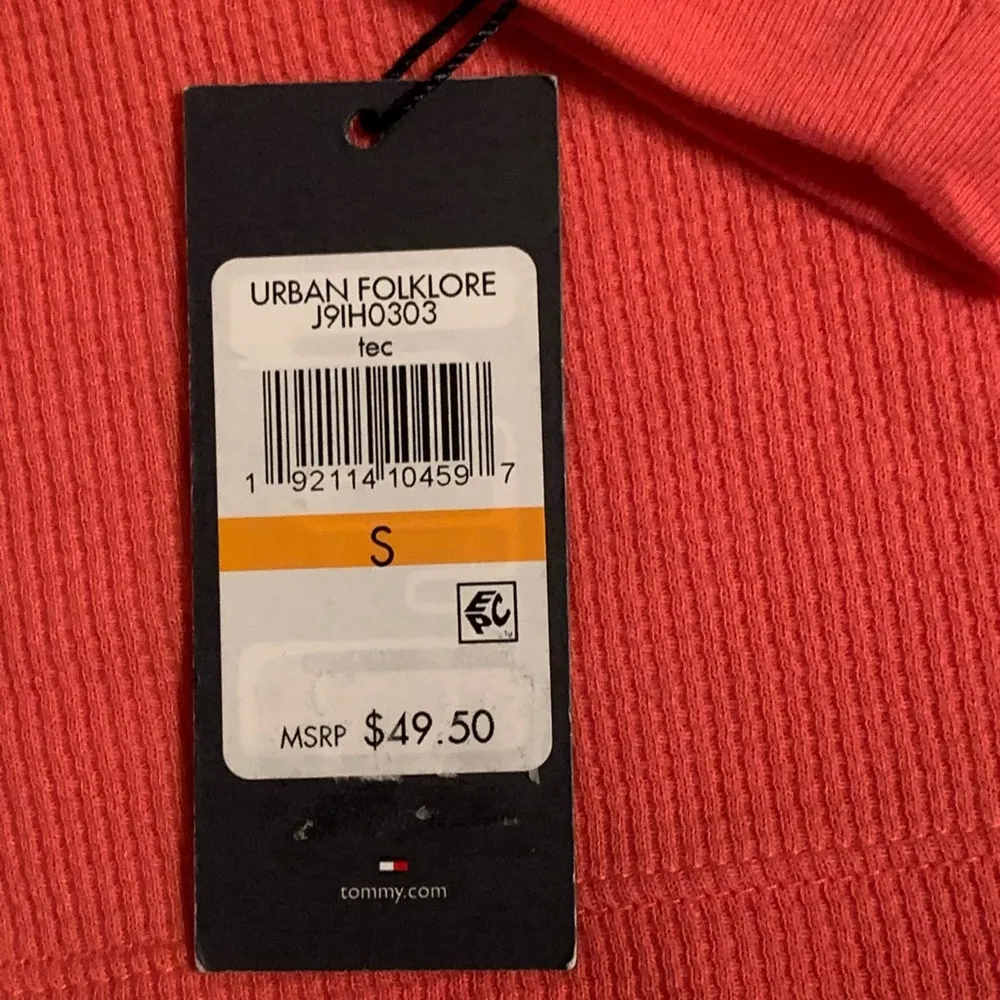 URBAN FOLKLORE
J9IH0303
tec
1 92114 10459 7
S
EPC
MSRP $49.50
tommy.com